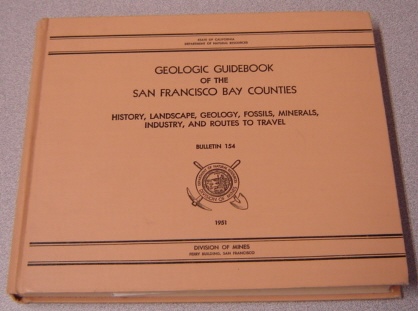 STATE OF CALIFORNIA
DEPARTMENT OF NATURAL RESOURCES
GEOLOGIC GUIDEBOOK
OF THE
SAN FRANCISCO BAY COUNTIES
HISTORY, LANDSCAPE, GEOLOGY, FOSSILS, MINERALS,
INDUSTRY, AND ROUTES TO TRAVEL
BULLETIN 154
1951
DIVISION OF MINES
FERRY BUILDING, SAN FRANCISCO